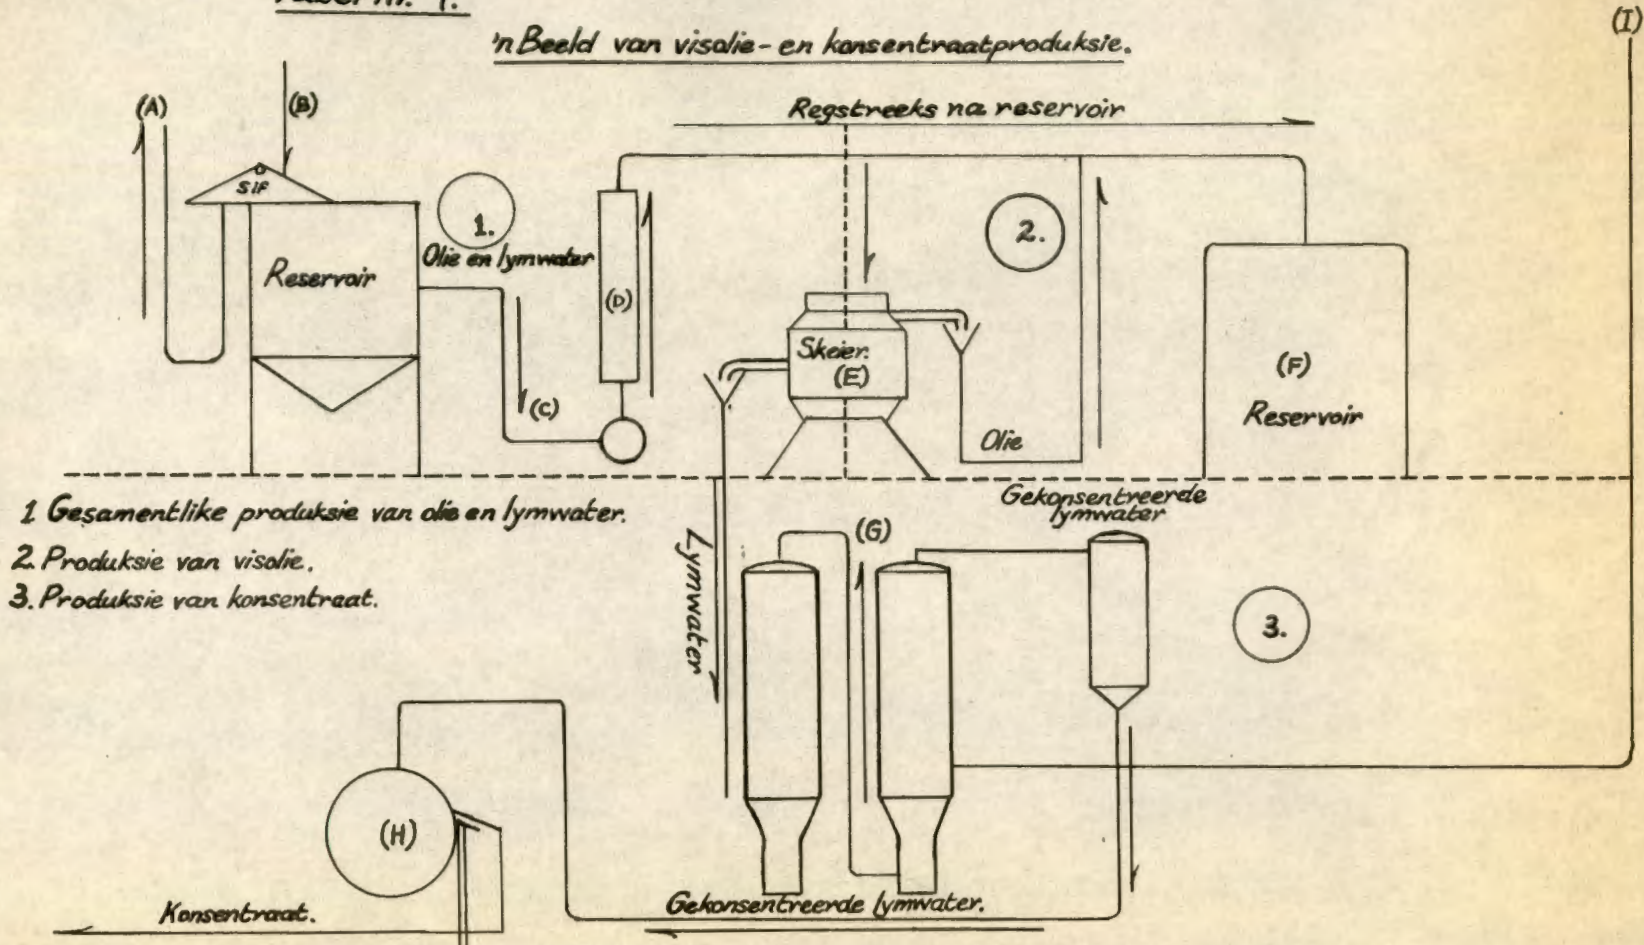 nr. 4.
'n Beeld van visolie- en konsentraatproduksie.
(I)
(A)
(B)
Regstreeks na reservoir
SIF
1.
Olie en lymwater
2.
Reservoir
(D)
Skeier.
(E)
(F)
Reservoir
(C)
Olie
1 Gesamentlike produksie van olie en lymwater.
2. Produksie van visolie.
3. Produksie van konsentraat.
Gekonsentreerde
lymwater
Lymwater
(G)
3.
(H)
Konsentraat.
Gekonsentreerde lymwater.